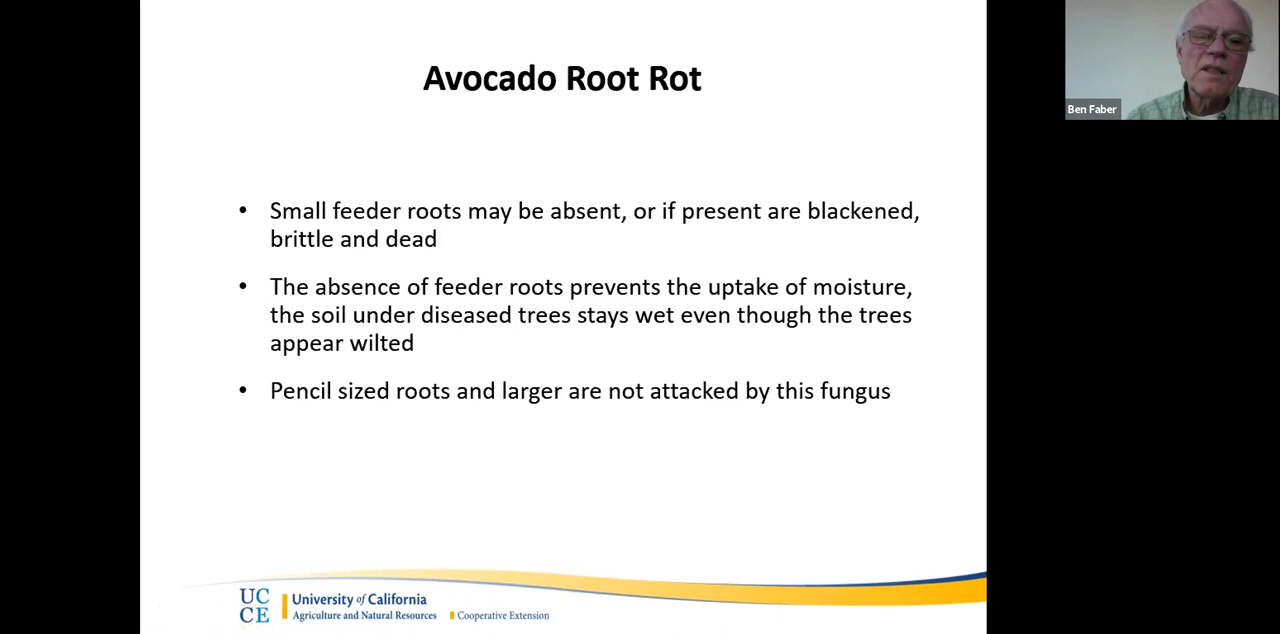 Avocado Root Rot
• Small feeder roots may be absent, or if present are blackened,
brittle and dead
• The absence of feeder roots prevents the uptake of moisture,
the soil under diseased trees stays wet even though the trees
appear wilted
• Pencil sized roots and larger are not attacked by this fungus
UC
CE
University of California
Agriculture and Natural Resources
Cooperative Extension
Ben Faber